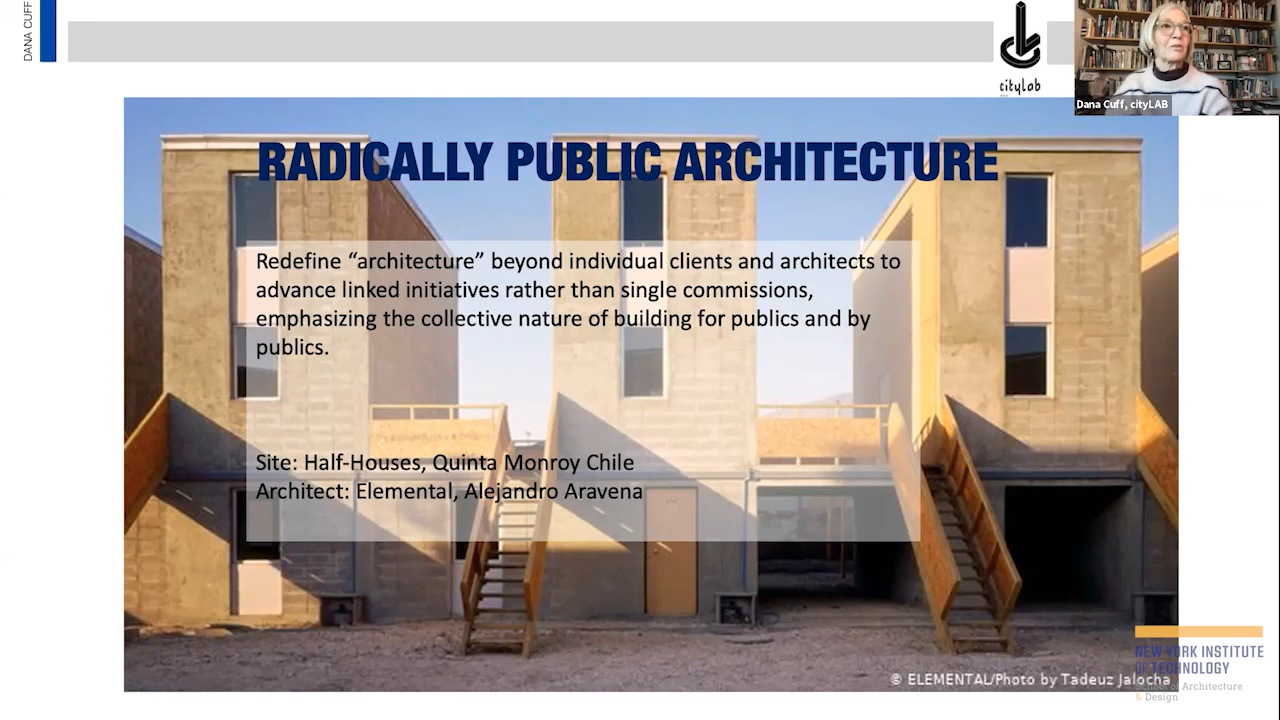 DANA CUFF
citylab
Dana Cuff, cityLAB
RADICALLY PUBLIC ARCHITECTURE
Redefine “architecture” beyond individual clients and architects to
advance linked initiatives rather than single commissions,
emphasizing the collective nature of building for publics and by
publics.
Site: Half-Houses, Quinta Monroy Chile
Architect: Elemental, Alejandro Aravena
© ELEMENTAL/Photo by Tadeuz Jalocha
NEW YORK INSTITUTE
OF TECHNOLOGY
School of Architecture
& Design